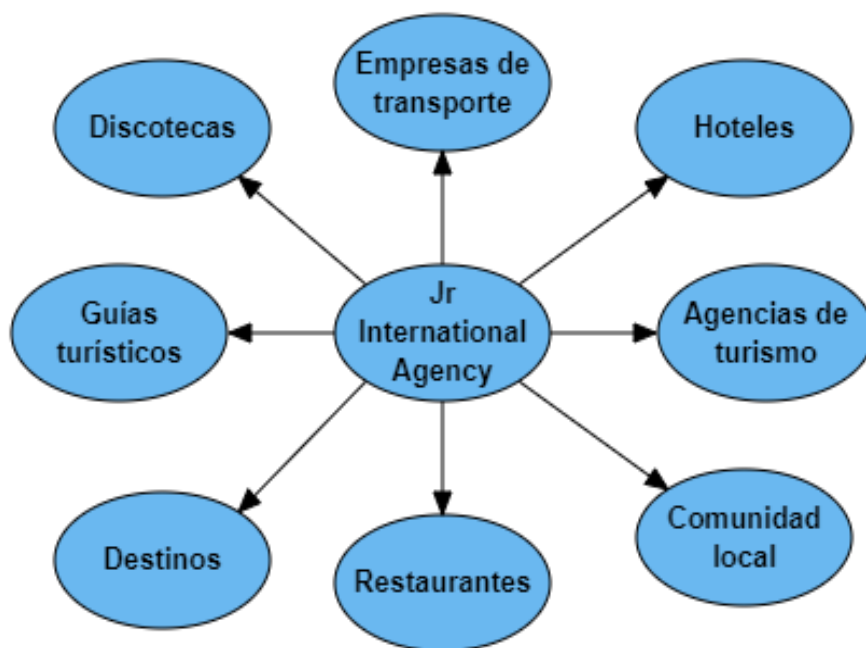 Empresas de
transporte
Discotecas
Hoteles
Guías
turísticos
Jr
International
Agency
Agencias de
turismo
Destinos
Restaurantes
Comunidad
local